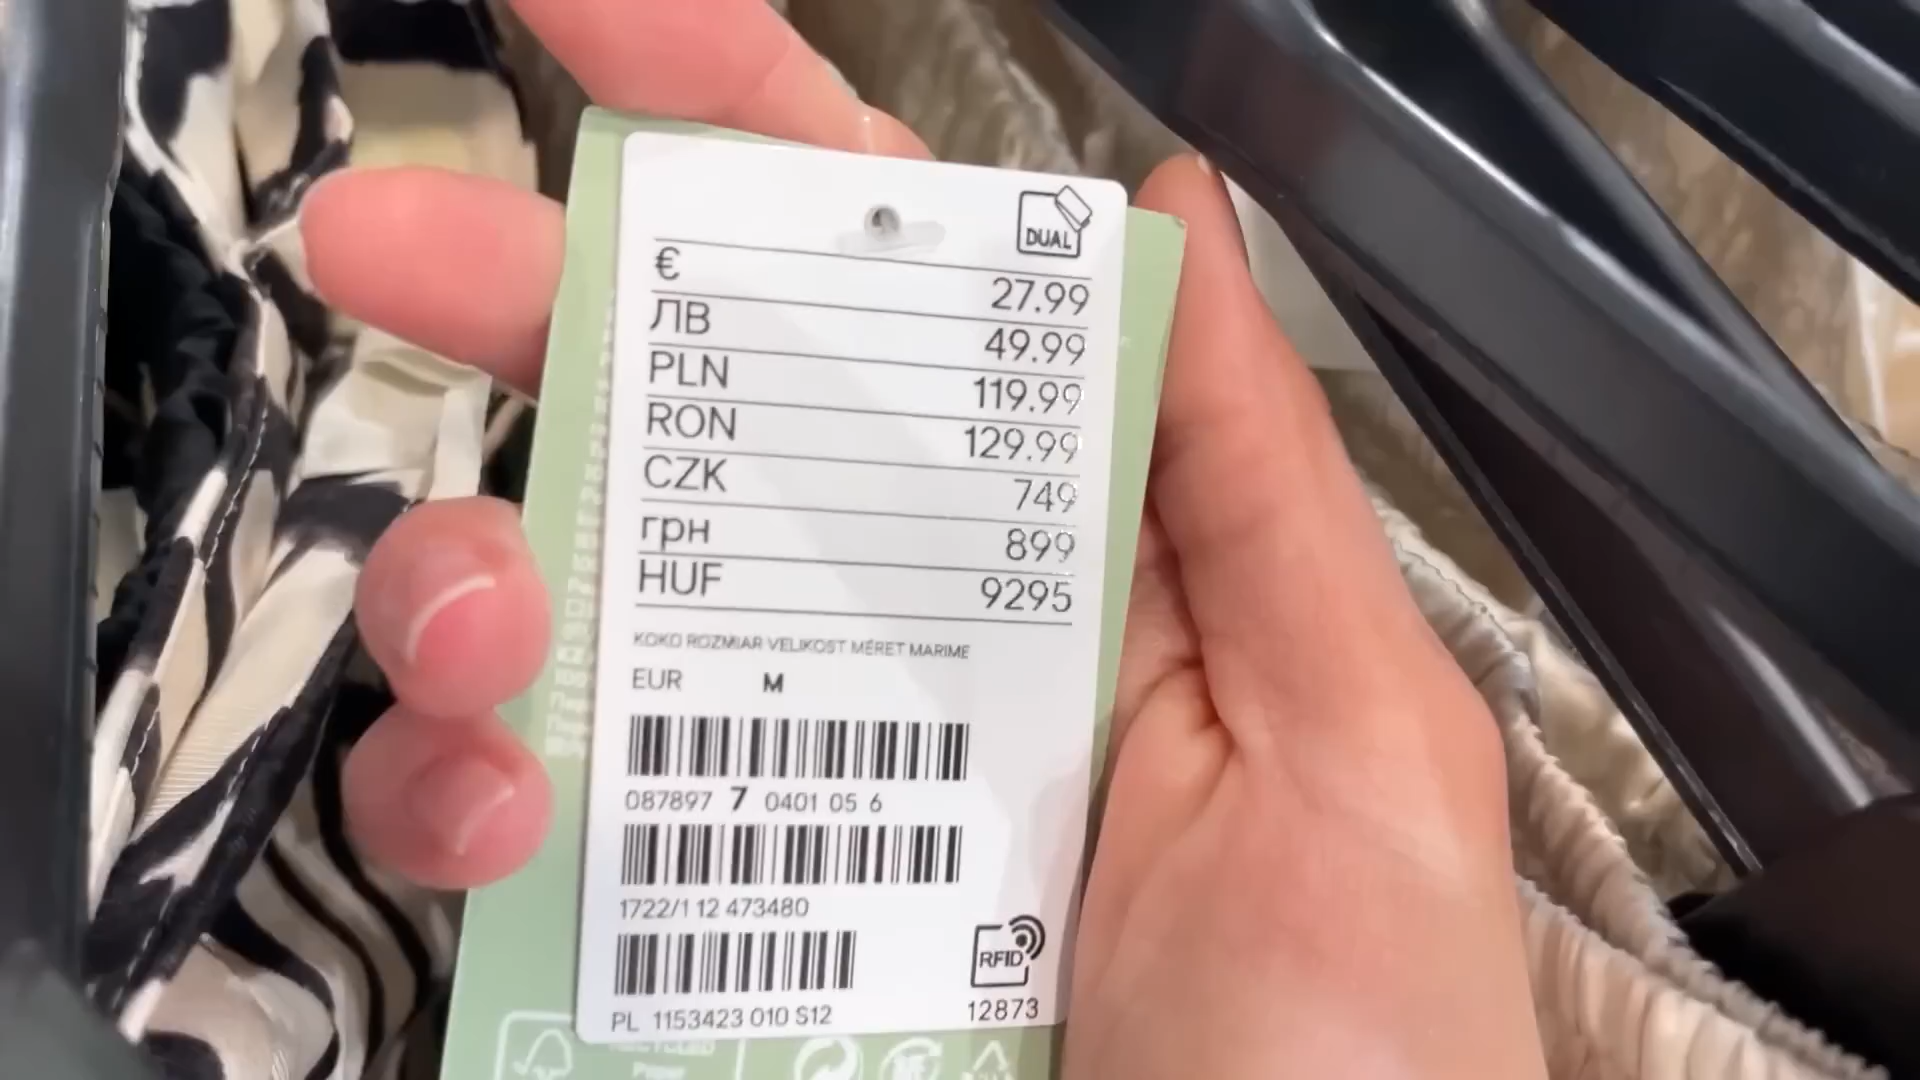 DUAL
€ 27.99
ЛВ 49.99
PLN 119.99
RON 129.99
CZK 749
грн 899
HUF 9295
KOKO ROZMIAR VELIKOST MÉRET MARIME
EUR M
087897 7 0401 05 6
1722/1 12 473480
RFID
PL 1153423 010 S12 12873
RECYCLED
Paper